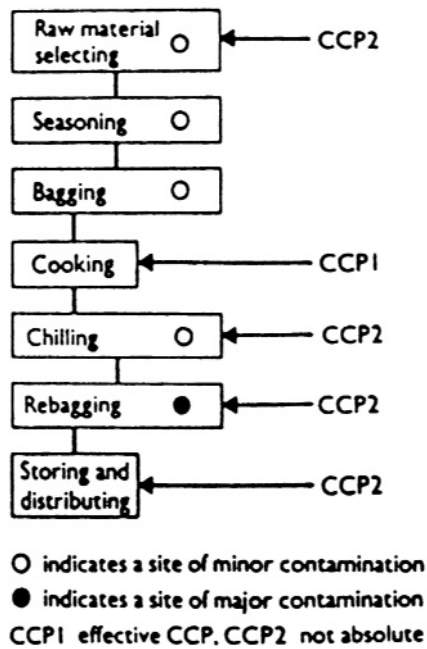 Raw material
selecting
CCP2
Seasoning
Bagging
Cooking
CCP1
Chilling
CCP2
Rebagging
CCP2
Storing and
distributing
CCP2
O indicates a site of minor contamination
● indicates a site of major contamination
CCP1 effective CCP, CCP2 not absolute